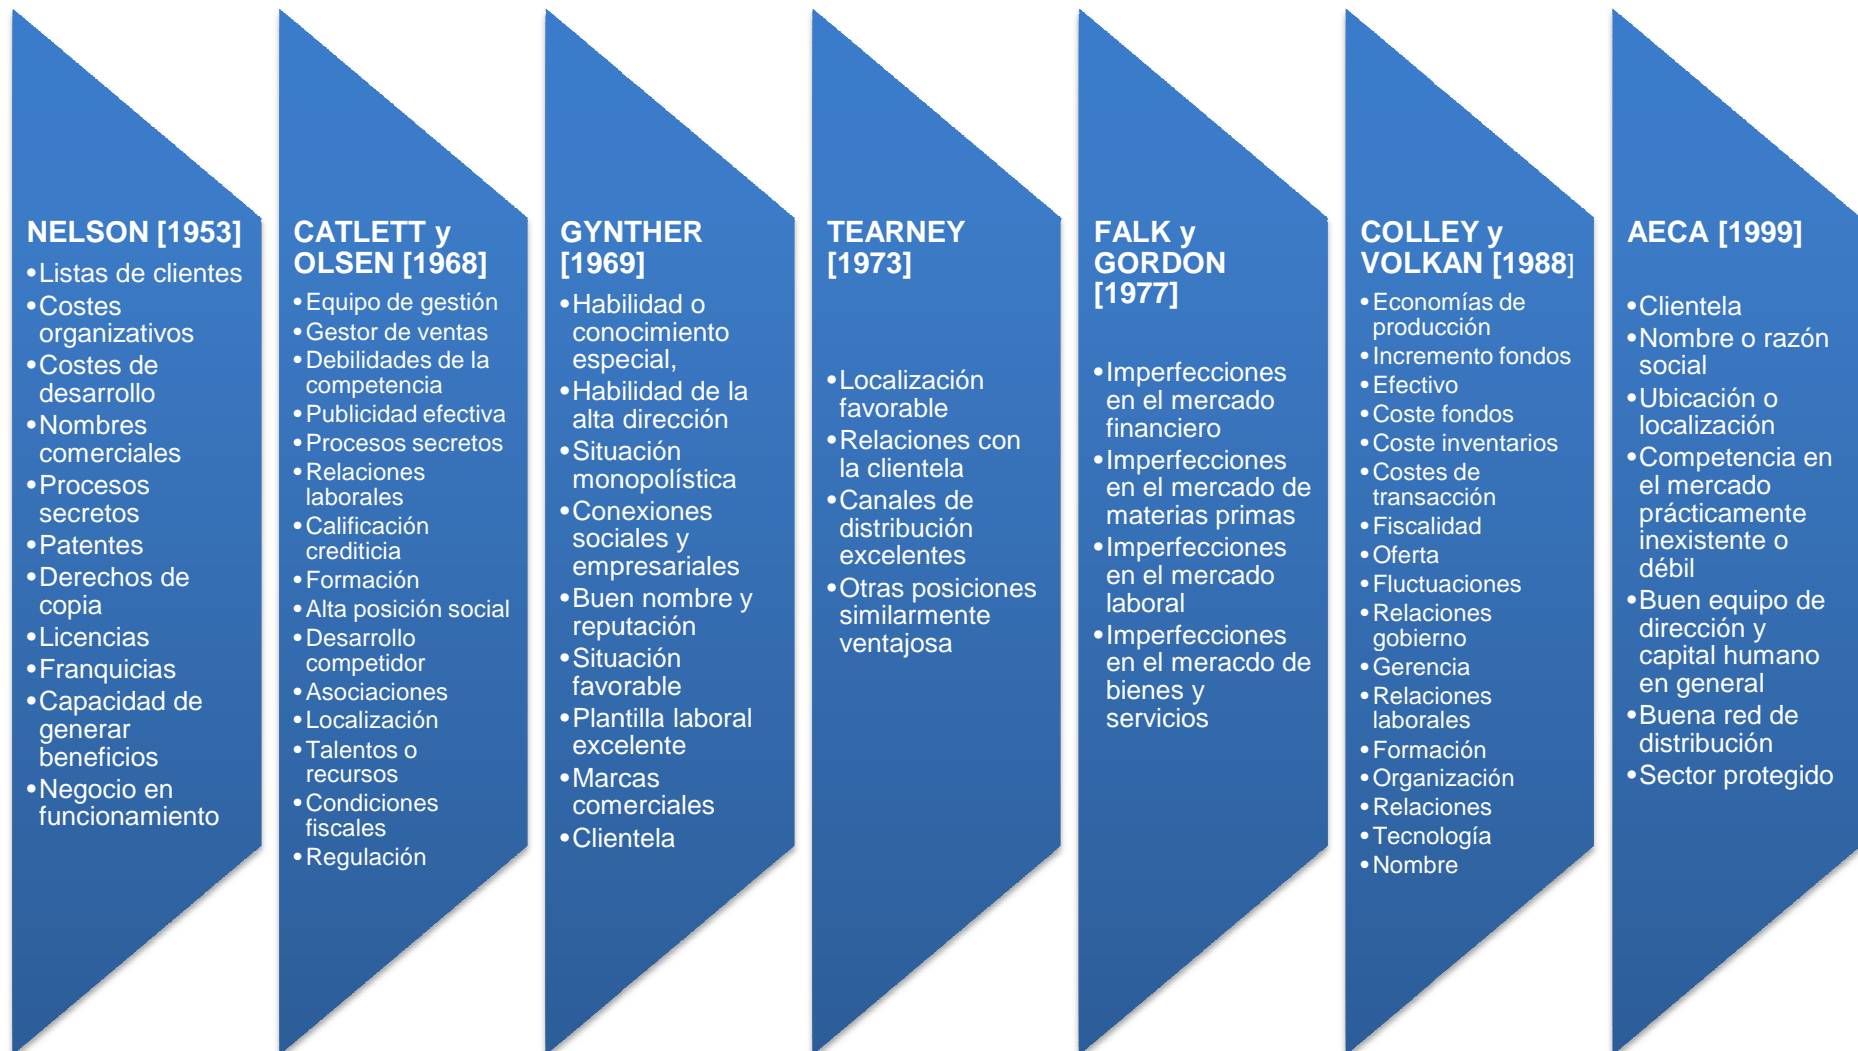 NELSON [1953]
•Listas de clientes
•Costes
organizativos
•Costes de
desarrollo
•Nombres
comerciales
•Procesos
secretos
•Patentes
•Derechos de
copia
•Licencias
•Franquicias
•Capacidad de
generar
beneficios
•Negocio en
funcionamiento
CATLETT y
OLSEN [1968]
•Equipo de gestión
•Gestor de ventas
•Debilidades de la
competencia
•Publicidad efectiva
•Procesos secretos
•Relaciones
laborales
•Calificación
crediticia
•Formación
•Alta posición social
•Desarrollo
competidor
•Asociaciones
•Localización
•Talentos o
recursos
•Condiciones
fiscales
•Regulación
GYNTHER
[1969]
•Habilidad o
conocimiento
especial,
•Habilidad de la
alta dirección
•Situación
monopolística
•Conexiones
sociales y
empresariales
•Buen nombre y
reputación
•Situación
favorable
•Plantilla laboral
excelente
•Marcas
comerciales
•Clientela
TEARNEY
[1973]
•Localización
favorable
•Relaciones con
la clientela
•Canales de
distribución
excelentes
•Otras posiciones
similarmente
ventajosa
FALK y
GORDON
[1977]
•Imperfecciones
en el mercado
financiero
•Imperfecciones
en el mercado de
materias primas
•Imperfecciones
en el mercado
laboral
•Imperfecciones
en el meracdo de
bienes y
servicios
COLLEY y
VOLKAN [1988]
•Economías de
producción
•Incremento fondos
•Efectivo
•Coste fondos
•Coste inventarios
•Costes de
transacción
•Fiscalidad
•Oferta
•Fluctuaciones
•Relaciones
gobierno
•Gerencia
•Relaciones
laborales
•Formación
•Organización
•Relaciones
•Tecnología
•Nombre
AECA [1999]
•Clientela
•Nombre o razón
social
•Ubicación o
localización
•Competencia en
el mercado
prácticamente
inexistente o
débil
•Buen equipo de
dirección y
capital humano
en general
•Buena red de
distribución
•Sector protegido